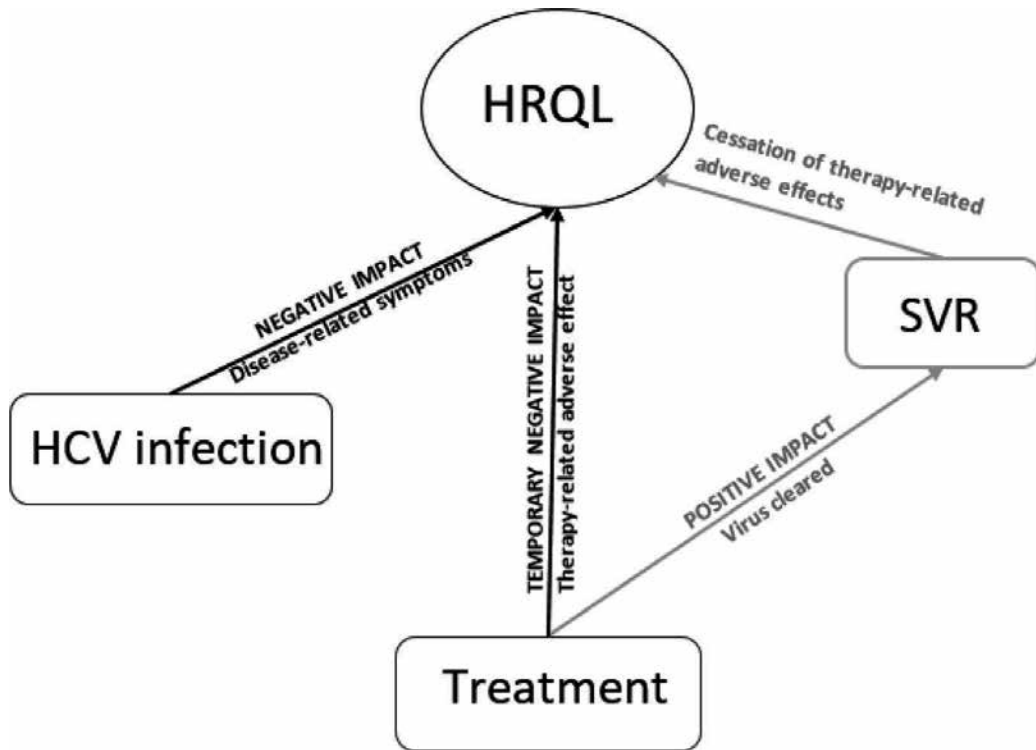 HRQL
Cessation of therapy-related
adverse effects
NEGATIVE IMPACT
Disease-related symptoms
TEMPORARY NEGATIVE IMPACT
Therapy-related adverse effect
SVR
HCV infection
POSITIVE IMPACT
Virus cleared
Treatment